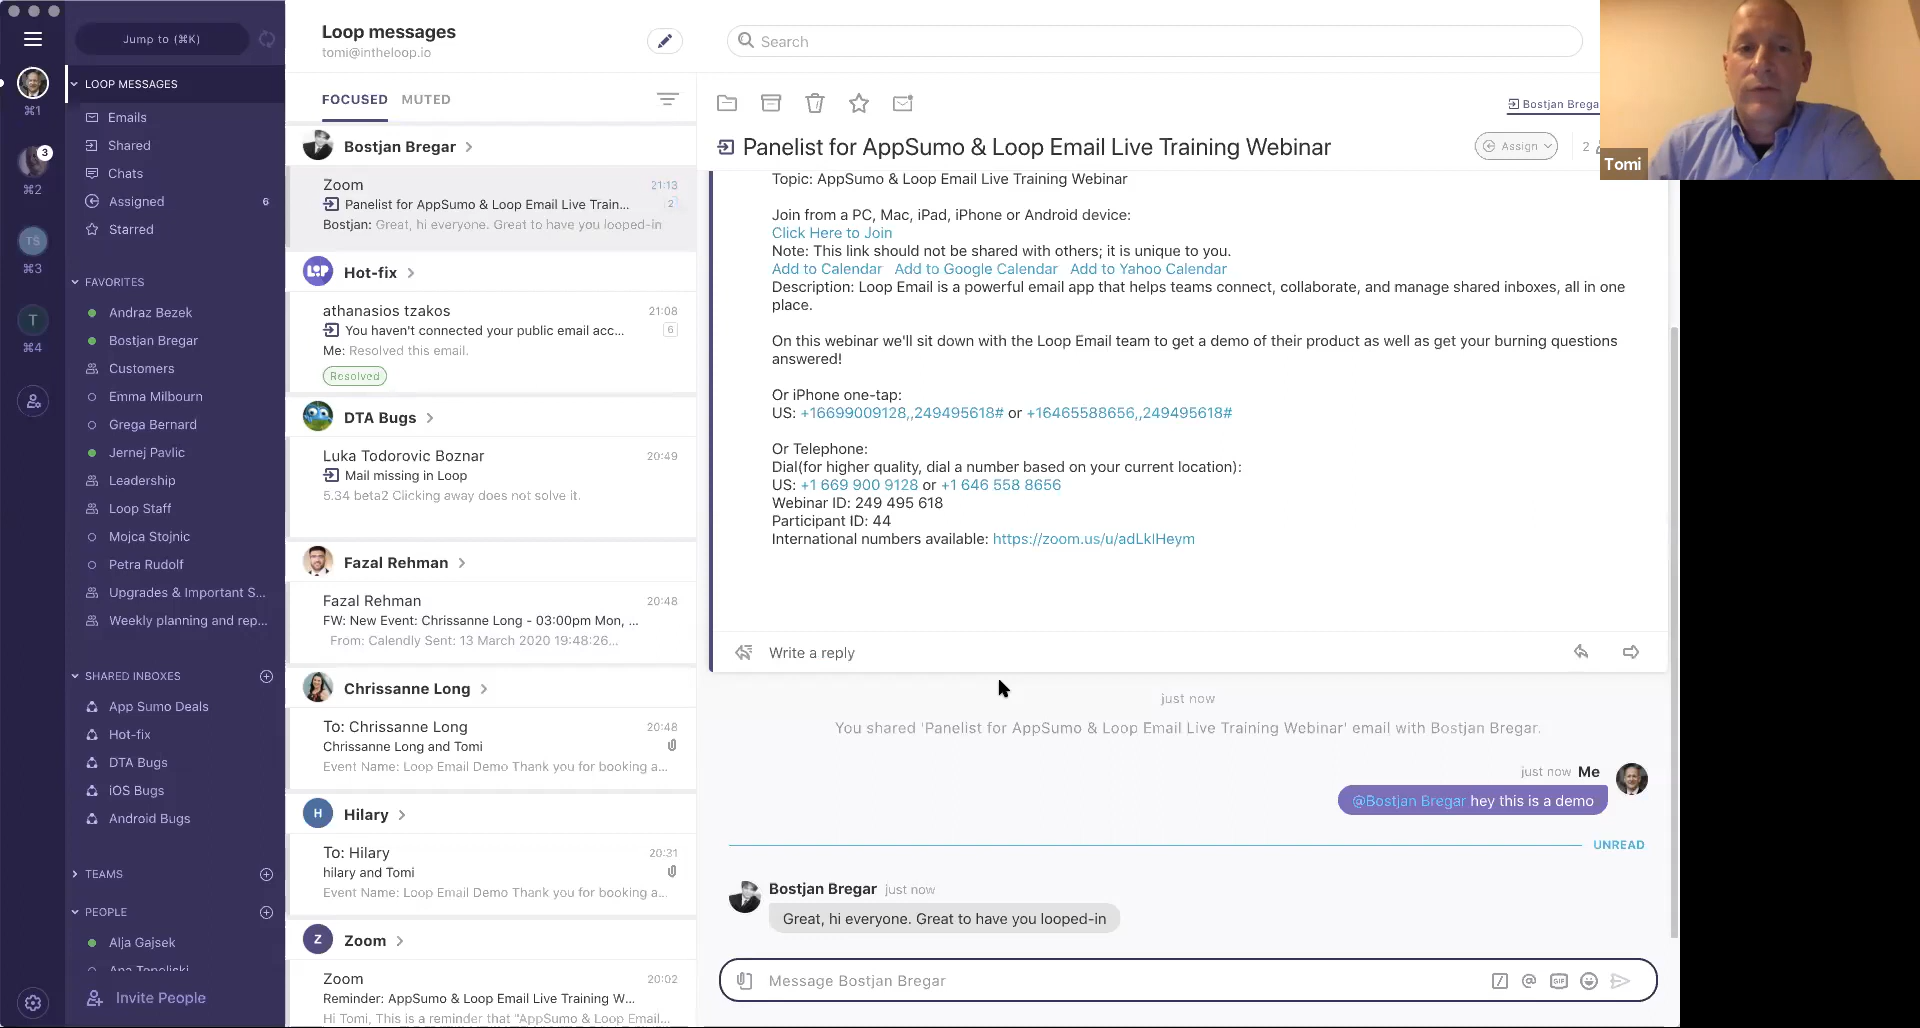 Jump to (⌘K)
⌘1
3
⌘2
TS
⌘3
T
⌘4
LOOP MESSAGES
Emails
Shared
Chats
Assigned 6
Starred
FAVORITES
Andraz Bezek
Bostjan Bregar
Customers
Emma Milbourn
Grega Bernard
Jernej Pavlic
Leadership
Loop Staff
Mojca Stojnic
Petra Rudolf
Upgrades & Important S...
Weekly planning and rep...
SHARED INBOXES
App Sumo Deals
Hot-fix
DTA Bugs
iOS Bugs
Android Bugs
TEAMS
PEOPLE
Alja Gajsek
Invite People
Loop messages
tomi@intheloop.io
FOCUSED MUTED
Bostjan Bregar
Zoom 21:13
Panelist for AppSumo & Loop Email Live Train... 2
Bostjan: Great, hi everyone. Great to have you looped-in
LOOP
Hot-fix
athanasios tzakos 21:08
You haven't connected your public email acc... 6
Me: Resolved this email.
Resolved
DTA Bugs
Luka Todorovic Boznar 20:49
Mail missing in Loop
5.34 beta2 Clicking away does not solve it.
Fazal Rehman
Fazal Rehman 20:48
FW: New Event: Chrissanne Long - 03:00pm Mon, ...
From: Calendly Sent: 13 March 2020 19:48:26...
Chrissanne Long
To: Chrissanne Long 20:48
Chrissanne Long and Tomi
Event Name: Loop Email Demo Thank you for booking a...
H
Hilary
To: Hilary 20:31
hilary and Tomi
Event Name: Loop Email Demo Thank you for booking a...
Z
Zoom
Zoom 20:02
Reminder: AppSumo & Loop Email Live Training W...
Hi Tomi, This is a reminder that "AppSumo & Loop Email...
Search
Bostjan Brega
Panelist for AppSumo & Loop Email Live Training Webinar
Assign
2
Tomi
Topic: AppSumo & Loop Email Live Training Webinar
Join from a PC, Mac, iPad, iPhone or Android device:
Click Here to Join
Note: This link should not be shared with others; it is unique to you.
Add to Calendar Add to Google Calendar Add to Yahoo Calendar
Description: Loop Email is a powerful email app that helps teams connect, collaborate, and manage shared inboxes, all in one
place.
On this webinar we'll sit down with the Loop Email team to get a demo of their product as well as get your burning questions
answered!
Or iPhone one-tap:
US: +16699009128,,249495618# or +16465588656,,249495618#
Or Telephone:
Dial(for higher quality, dial a number based on your current location):
US: +1 669 900 9128 or +1 646 558 8656
Webinar ID: 249 495 618
Participant ID: 44
International numbers available: https://zoom.us/u/adLklHeym
Write a reply
just now
You shared 'Panelist for AppSumo & Loop Email Live Training Webinar' email with Bostjan Bregar.
just now Me
@Bostjan Bregar hey this is a demo
UNREAD
Bostjan Bregar just now
Great, hi everyone. Great to have you looped-in
Message Bostjan Bregar
GIF